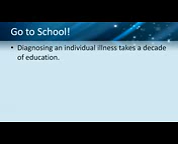 Go to School!
• Diagnosing an individual illness takes a decade
of education.